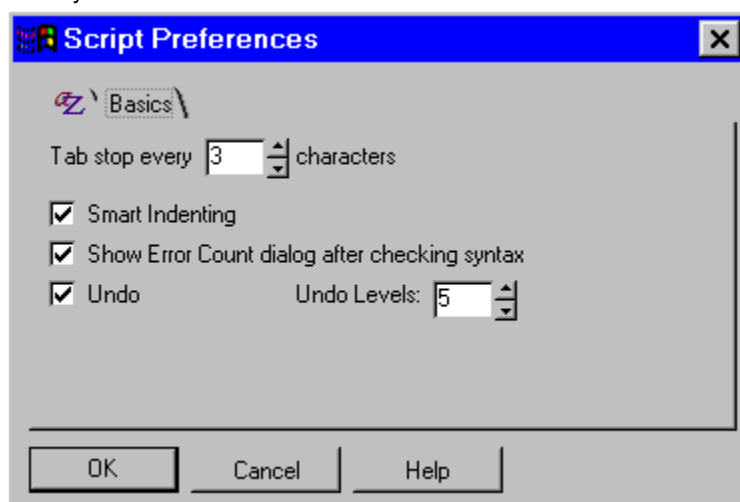 Script Preferences
aZ Basics
Tab stop every 3 characters
Smart Indenting
Show Error Count dialog after checking syntax
Undo Undo Levels: 5
OK Cancel Help